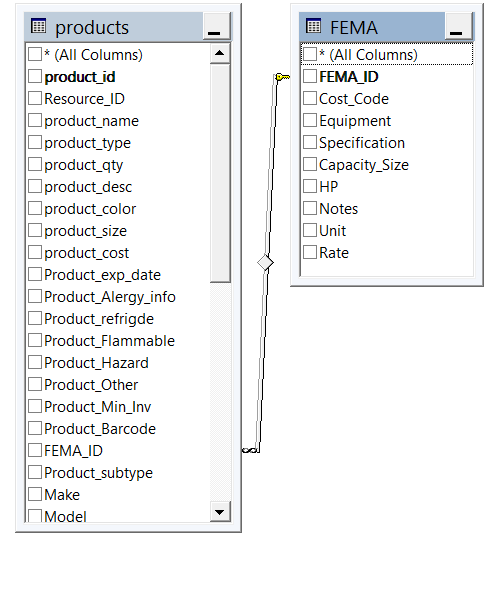 products
* (All Columns)
product_id
Resource_ID
product_name
product_type
product_qty
product_desc
product_color
product_size
product_cost
Product_exp_date
Product_Alergy_info
Product_refrigde
Product_Flammable
Product_Hazard
Product_Other
Product_Min_Inv
Product_Barcode
FEMA_ID
Product_subtype
Make
Model
FEMA
* (All Columns)
FEMA_ID
Cost_Code
Equipment
Specification
Capacity_Size
HP
Notes
Unit
Rate